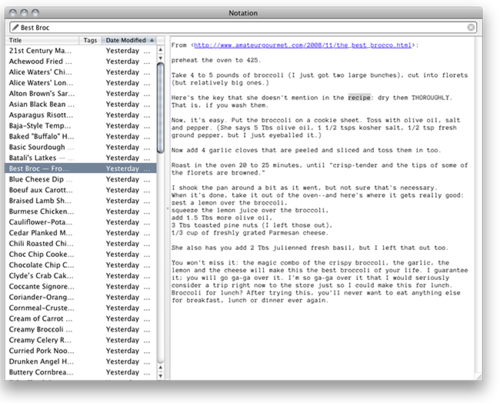 Notation
Best Broc
Title Tags Date Modified
21st Century Ma... Yesterday ...
Achewood Fried ... Yesterday ...
Alice Waters' Chi... Yesterday ...
Alice Waters' Lon... Yesterday ...
Alton Brown's Sar... Yesterday ...
Asian Black Bean ... Yesterday ...
Asparagus Risott... Yesterday ...
Baja-Style Temp... Yesterday ...
Baked "Buffalo" H... Yesterday ...
Basic Sourdough ... Yesterday ...
Batali's Latkes — ... Yesterday ...
Best Broc — Fro... Yesterday ...
Blue Cheese Dip ... Yesterday ...
Boeuf aux Carott... Yesterday ...
Braised Lamb Sh... Yesterday ...
Burmese Chicken... Yesterday ...
Cauliflower-Pota... Yesterday ...
Cedar Planked M... Yesterday ...
Chili Roasted Chi... Yesterday ...
Choc Chip Cooke... Yesterday ...
Chocolate Chip C... Yesterday ...
Clyde's Crab Cak... Yesterday ...
Coccante Signore... Yesterday ...
Coriander-Orang... Yesterday ...
Cornmeal-Cruste... Yesterday ...
Cream of Carrot ... Yesterday ...
Creamy Broccoli ... Yesterday ...
Creamy Celery R... Yesterday ...
Curried Pork Noo... Yesterday ...
Drunken Angel H... Yesterday ...
Buttery Cornbrea... Yesterday ...
From <http://www.amateurgourmet.com/2008/11/the_best_brocco.html>:
preheat the oven to 425.
Take 4 to 5 pounds of broccoli (I just got two large bunches), cut into florets
(but relatively big ones.)
Here's the key that she doesn't mention in the recipe: dry them THOROUGHLY.
That is, if you wash them.
Now, it's easy. Put the broccoli on a cookie sheet. Toss with olive oil, salt
and pepper. (She says 5 Tbs olive oil, 1 1/2 tsps kosher salt, 1/2 tsp fresh
ground pepper, but I just eyeballed it.)
Now add 4 garlic cloves that are peeled and sliced and toss them in too.
Roast in the oven 20 to 25 minutes, until "crisp-tender and the tips of some of
the florets are browned."
I shook the pan around a bit as it went, but not sure that's necessary.
When it's done, take it out of the oven--and here's where it gets really good:
zest a lemon over the broccoli,
squeeze the lemon juice over the broccoli,
add 1.5 Tbs more olive oil,
3 Tbs toasted pine nuts (I left those out),
1/3 cup of freshly grated Parmesan cheese.
She also has you add 2 Tbs julienned fresh basil, but I left that out too.
You won't miss it: the magic combo of the crispy broccoli, the garlic, the
lemon and the cheese will make this the best broccoli of your life. I guarantee
it; you will go ga-ga over it. I'm so ga-ga over it that I would seriously
consider a trip right now to the store just so I could make this for lunch.
Broccoli for lunch? After trying this, you'll never want to eat anything else
for breakfast, lunch or dinner ever again.